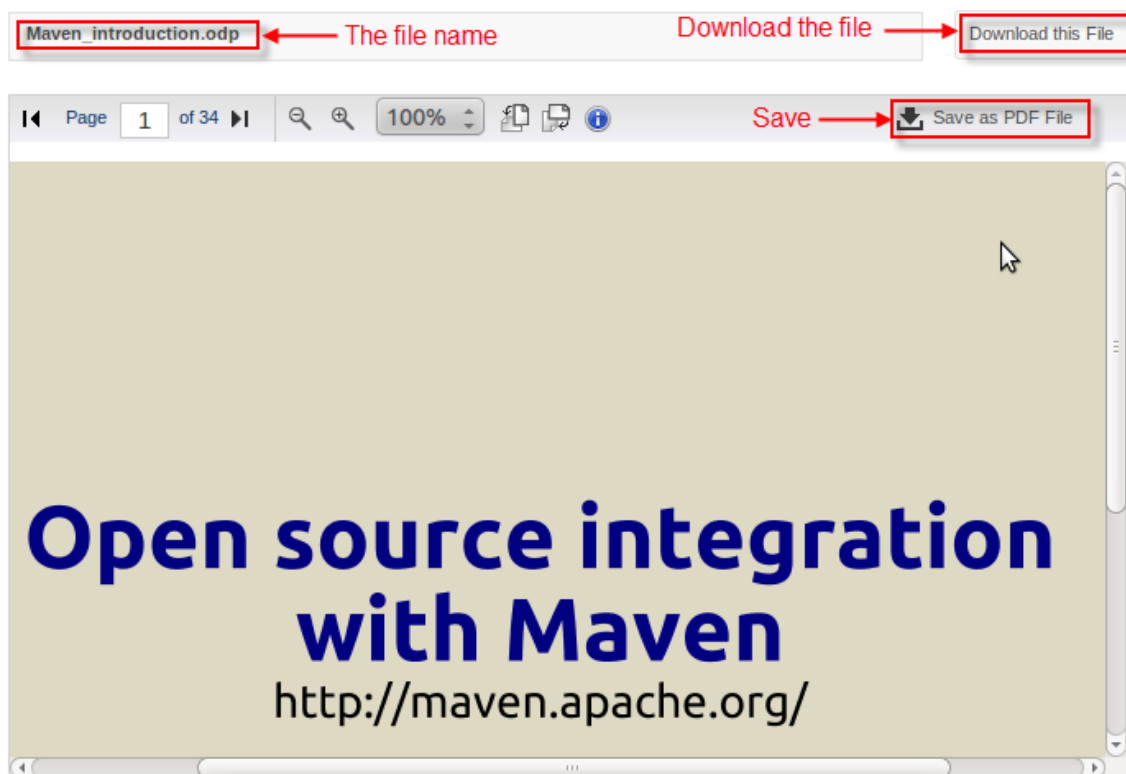 Maven_introduction.odp The file name Download the file Download this File
Page 1 of 34 100% Save Save as PDF File
Open source integration
with Maven
http://maven.apache.org/